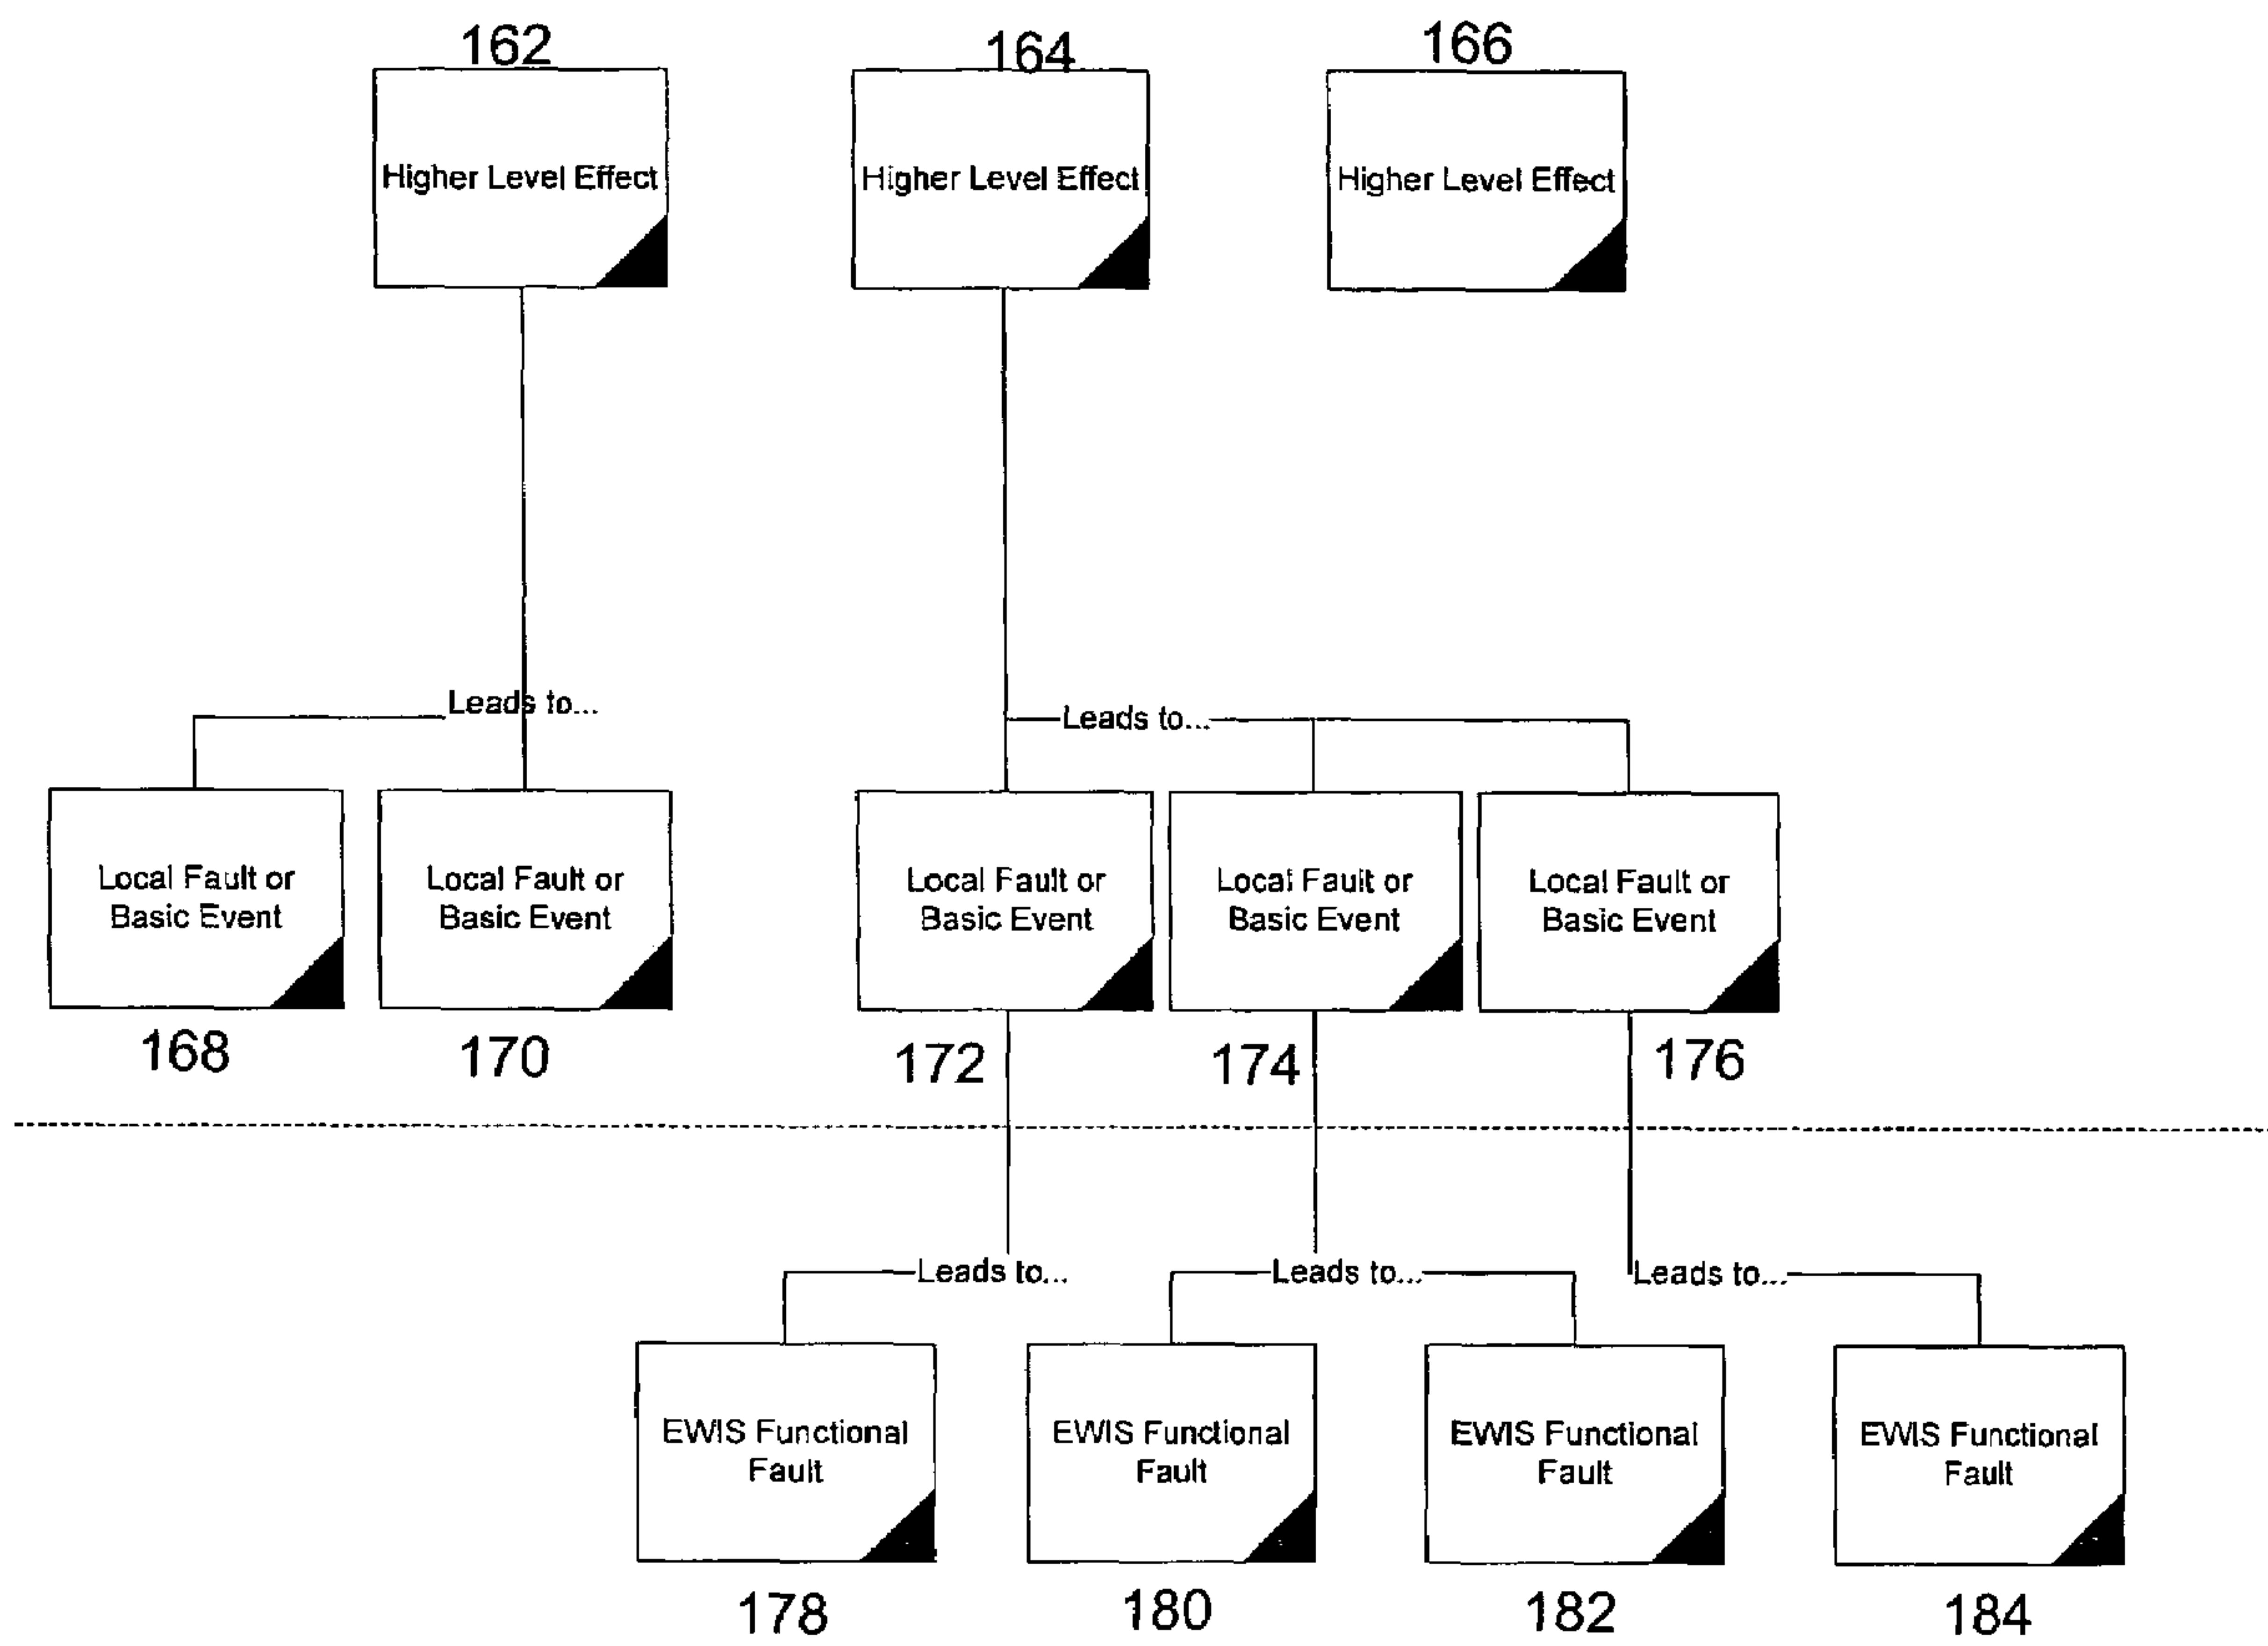 162
164
166
Higher Level Effect
Higher Level Effect
Higher Level Effect
Leads to...
Leads to...
Local Fault or
Basic Event
Local Fault or
Basic Event
Local Fault or
Basic Event
Local Fault or
Basic Event
Local Fault or
Basic Event
168
170
172
174
176
Leads to...
Leads to...
Leads to...
EWIS Functional
Fault
EWIS Functional
Fault
EWIS Functional
Fault
EWIS Functional
Fault
178
180
182
184